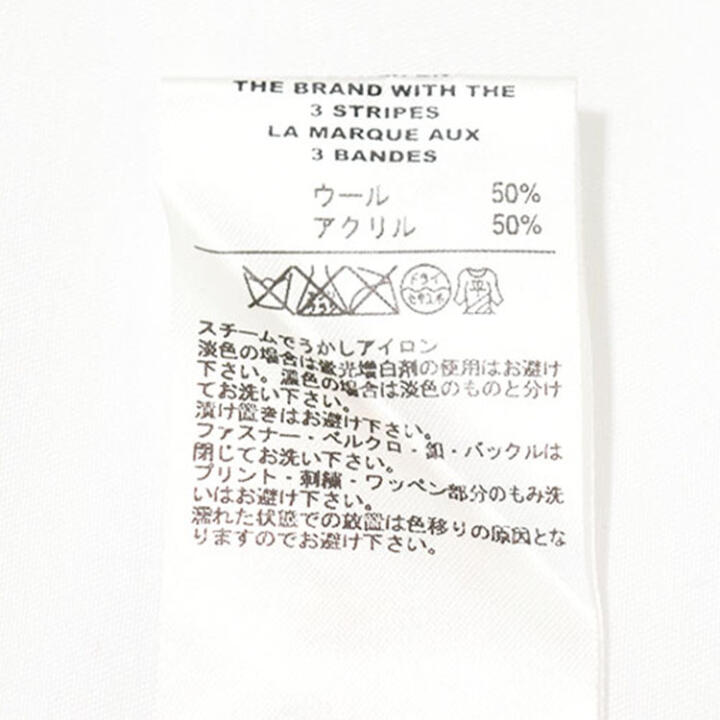 THE BRAND WITH THE
3 STRIPES
LA MARQUE AUX
3 BANDES
ウール 50%
アクリル 50%
ドライ
セキユ系
平
スチームでうかしアイロン
淡色の場合は蛍光増白剤の使用はお避け
下さい。濃色の場合は淡色のものと分け
てお洗い下さい。
漬け置きはお避け下さい。
ファスナー・ベルクロ・釦・バックルは
閉じてお洗い下さい。
プリント・刺繍・ワッペン部分のもみ洗
いはお避け下さい。
濡れた状態での放置は色移りの原因とな
りますのでお避け下さい。